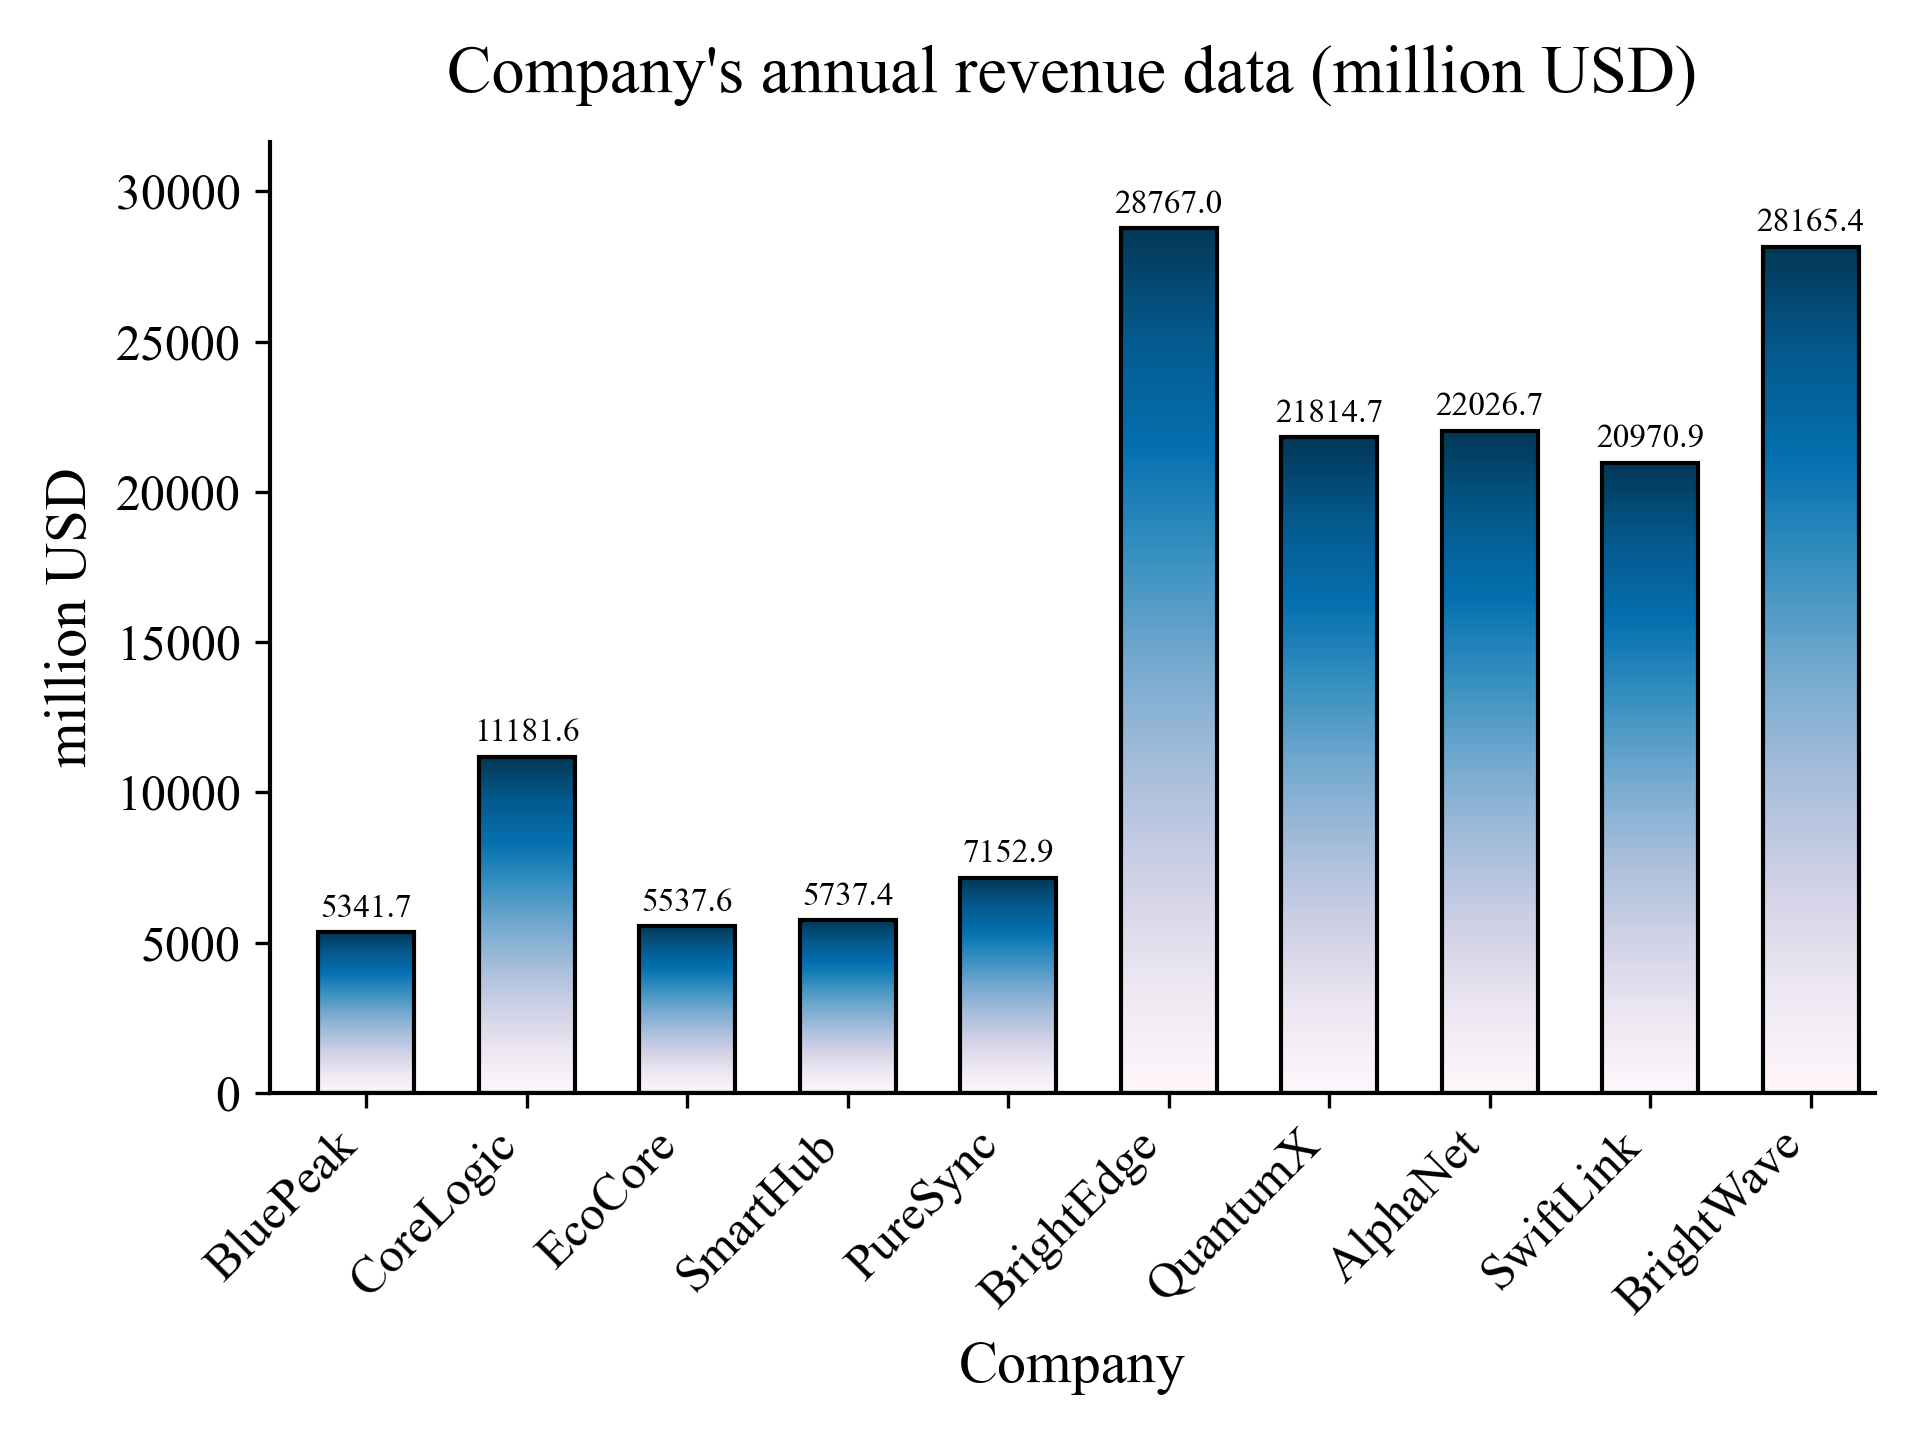 Company's annual revenue data (million USD)
million USD
30000
25000
20000
15000
10000
5000
0
5341.7
11181.6
5537.6
5737.4
7152.9
28767.0
21814.7
22026.7
20970.9
28165.4
BluePeak
CoreLogic
EcoCore
SmartHub
PureSync
BrightEdge
QuantumX
AlphaNet
SwiftLink
BrightWave
Company